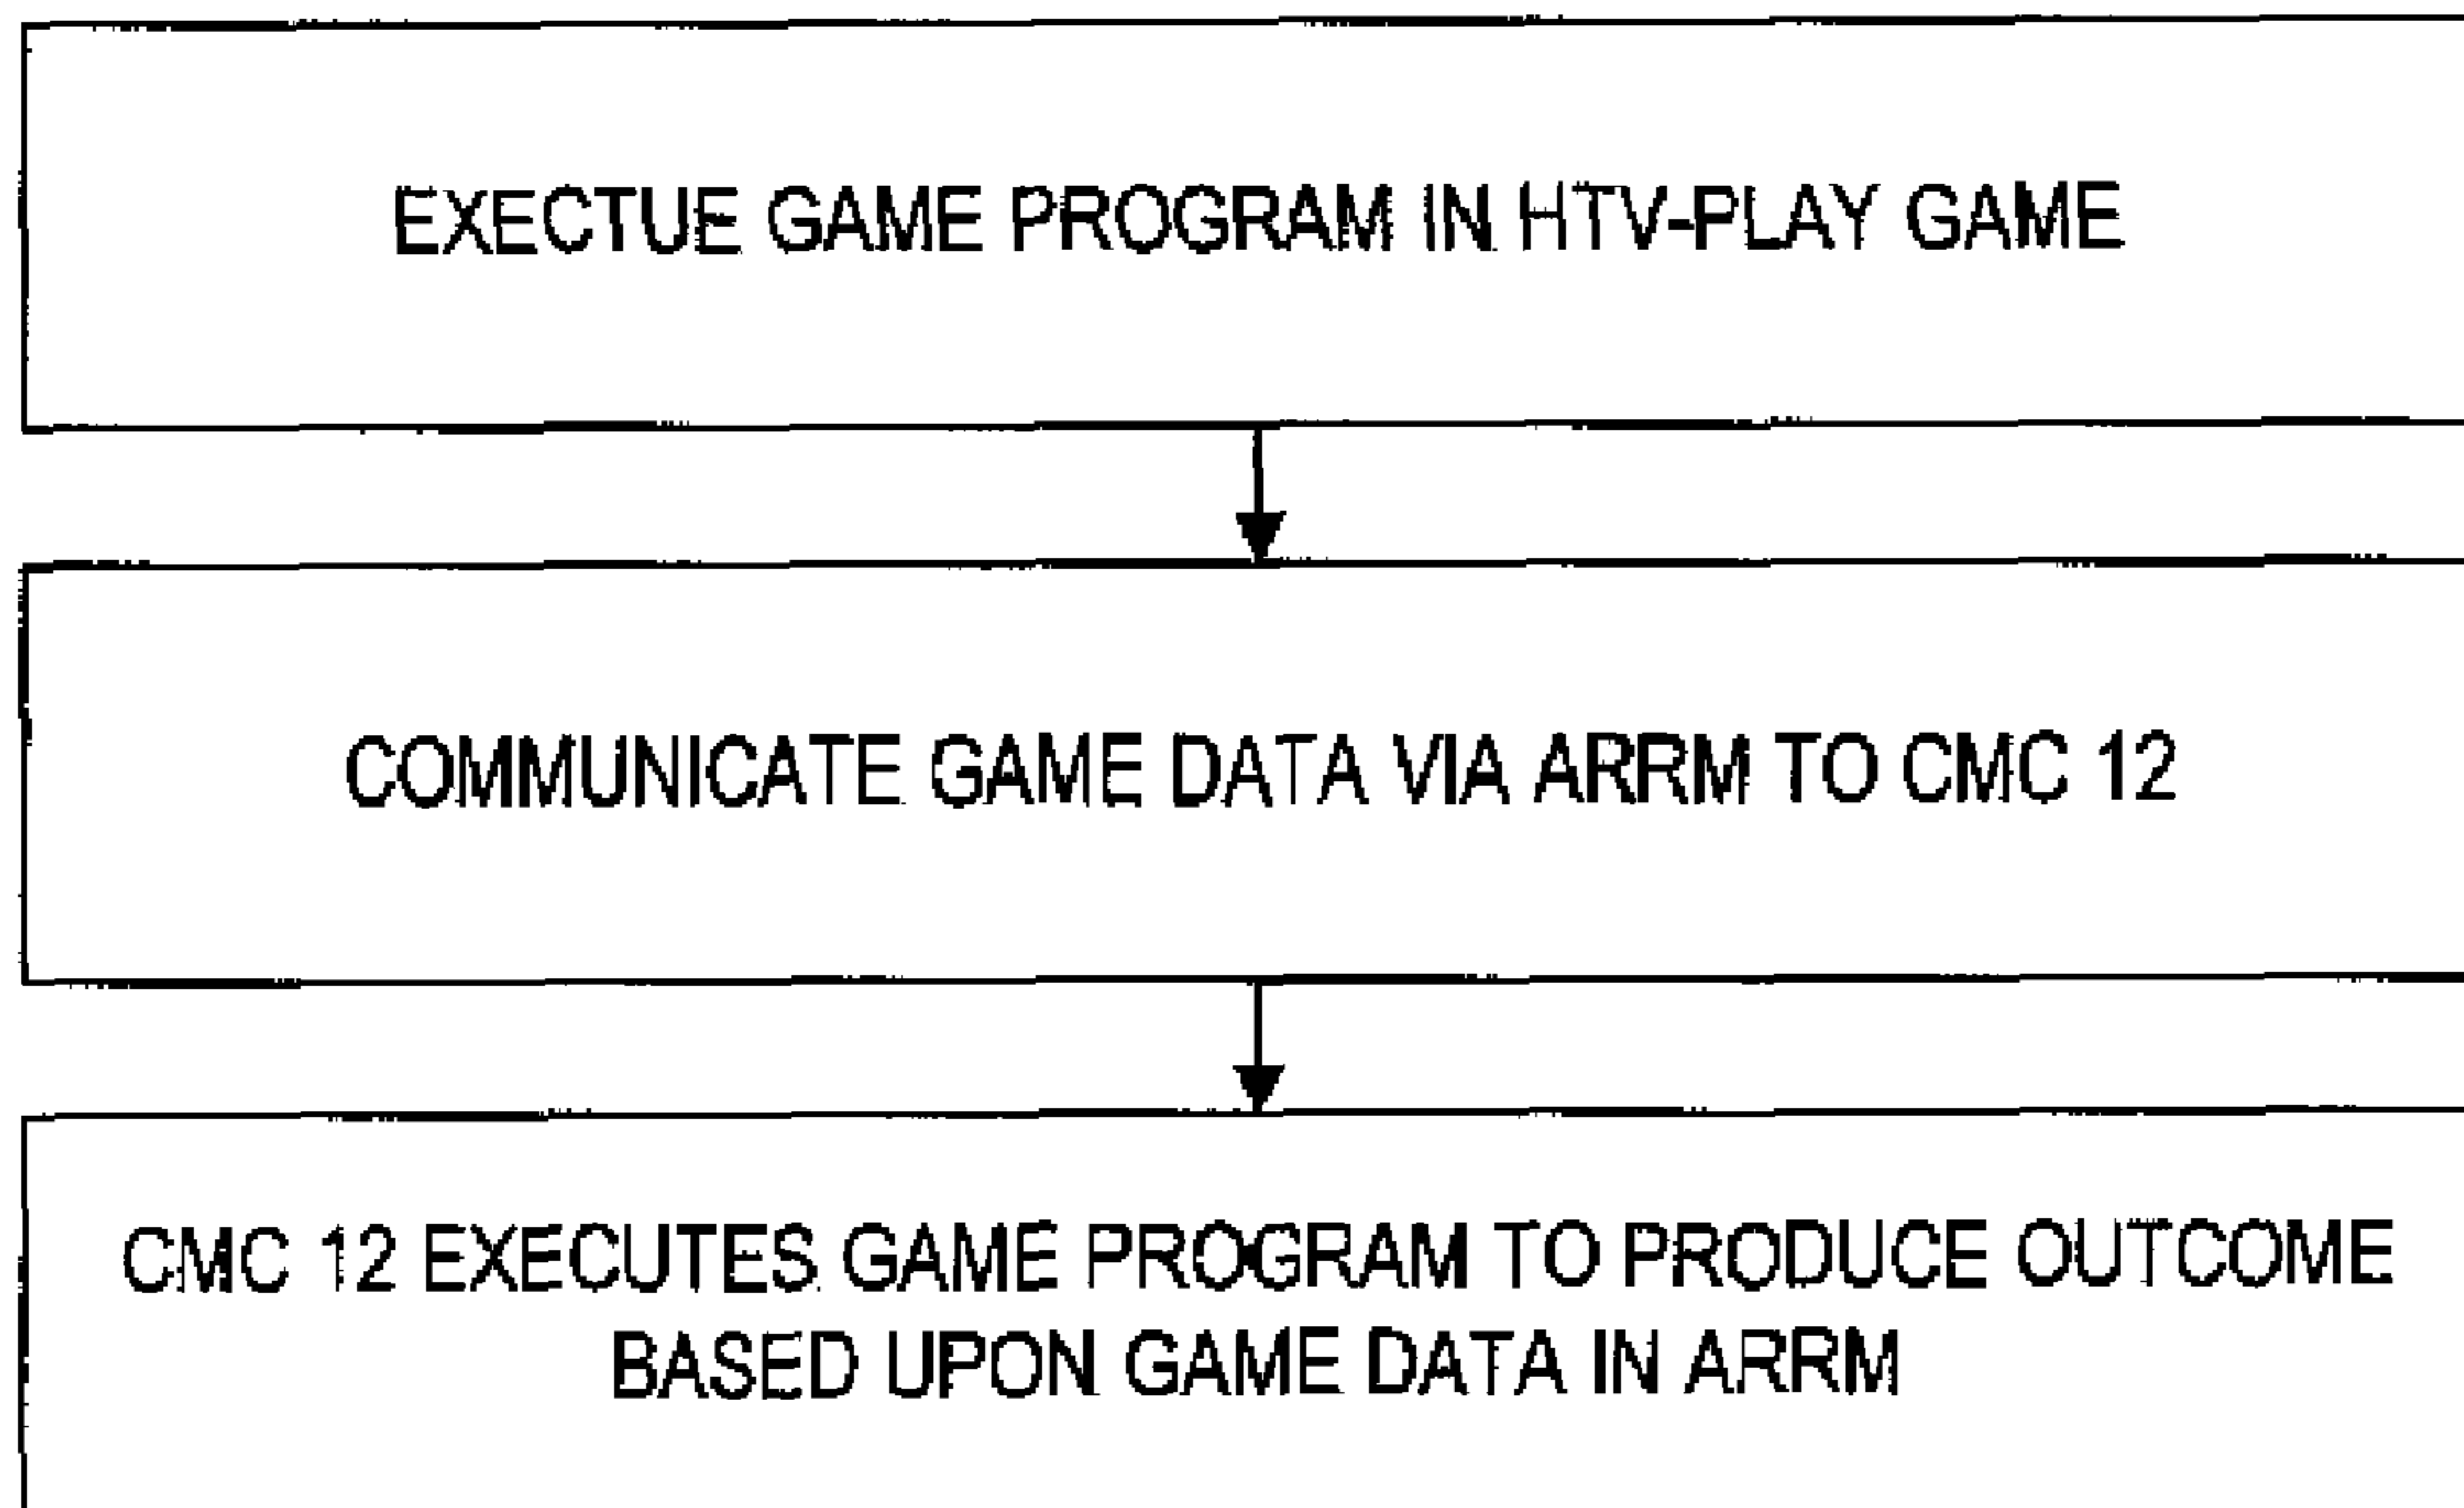 EXECTUE GAME PROGRAM IN HTV-PLAY GAME
COMMUNICATE GAME DATA VIA ARRM TO CMC 12
CMC 12 EXECUTES GAME PROGRAM TO PRODUCE OUTCOME
BASED UPON GAME DATA IN ARRM